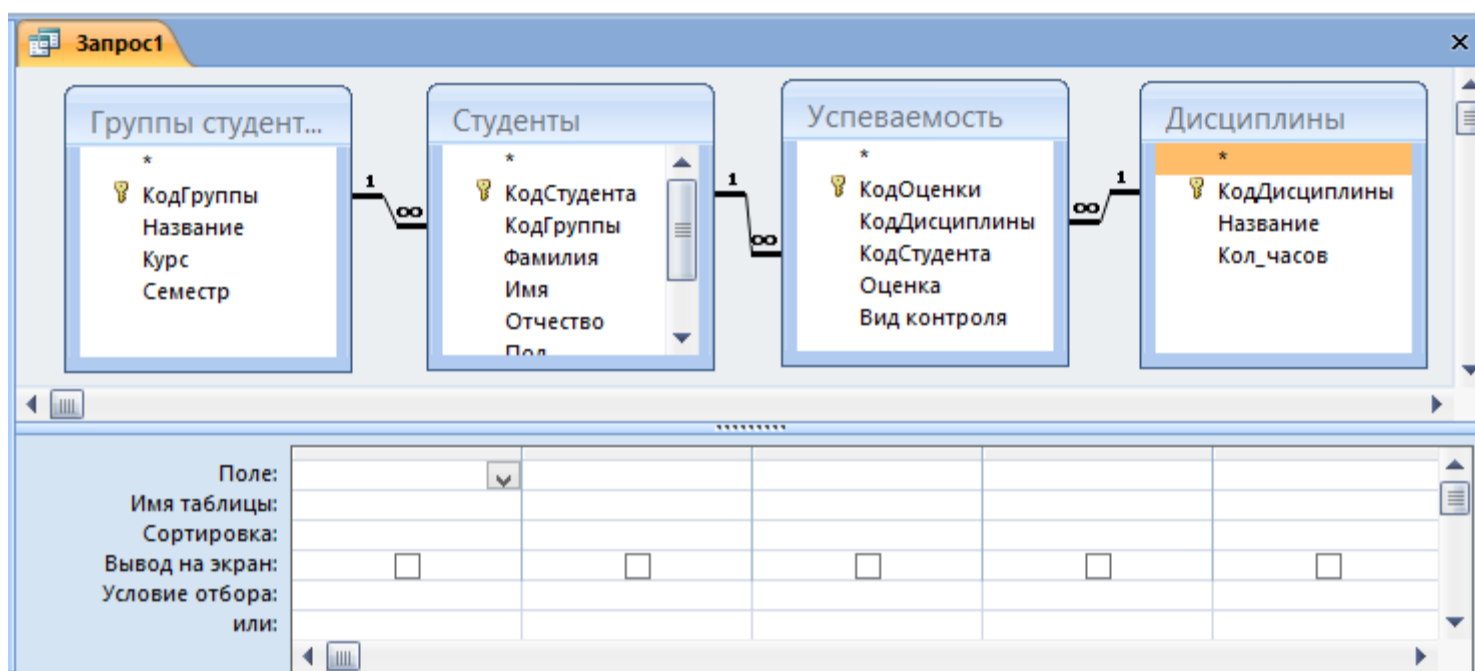 Запрос1
Группы студент...
*
КодГруппы
Название
Курс
Семестр
1
∞
Студенты
*
КодСтудента
КодГруппы
Фамилия
Имя
Отчество
Пол
1
∞
Успеваемость
*
КодОценки
КодДисциплины
КодСтудента
Оценка
Вид контроля
∞
1
Дисциплины
*
КодДисциплины
Название
Кол_часов
Поле:
Имя таблицы:
Сортировка:
Вывод на экран:
Условие отбора:
или: